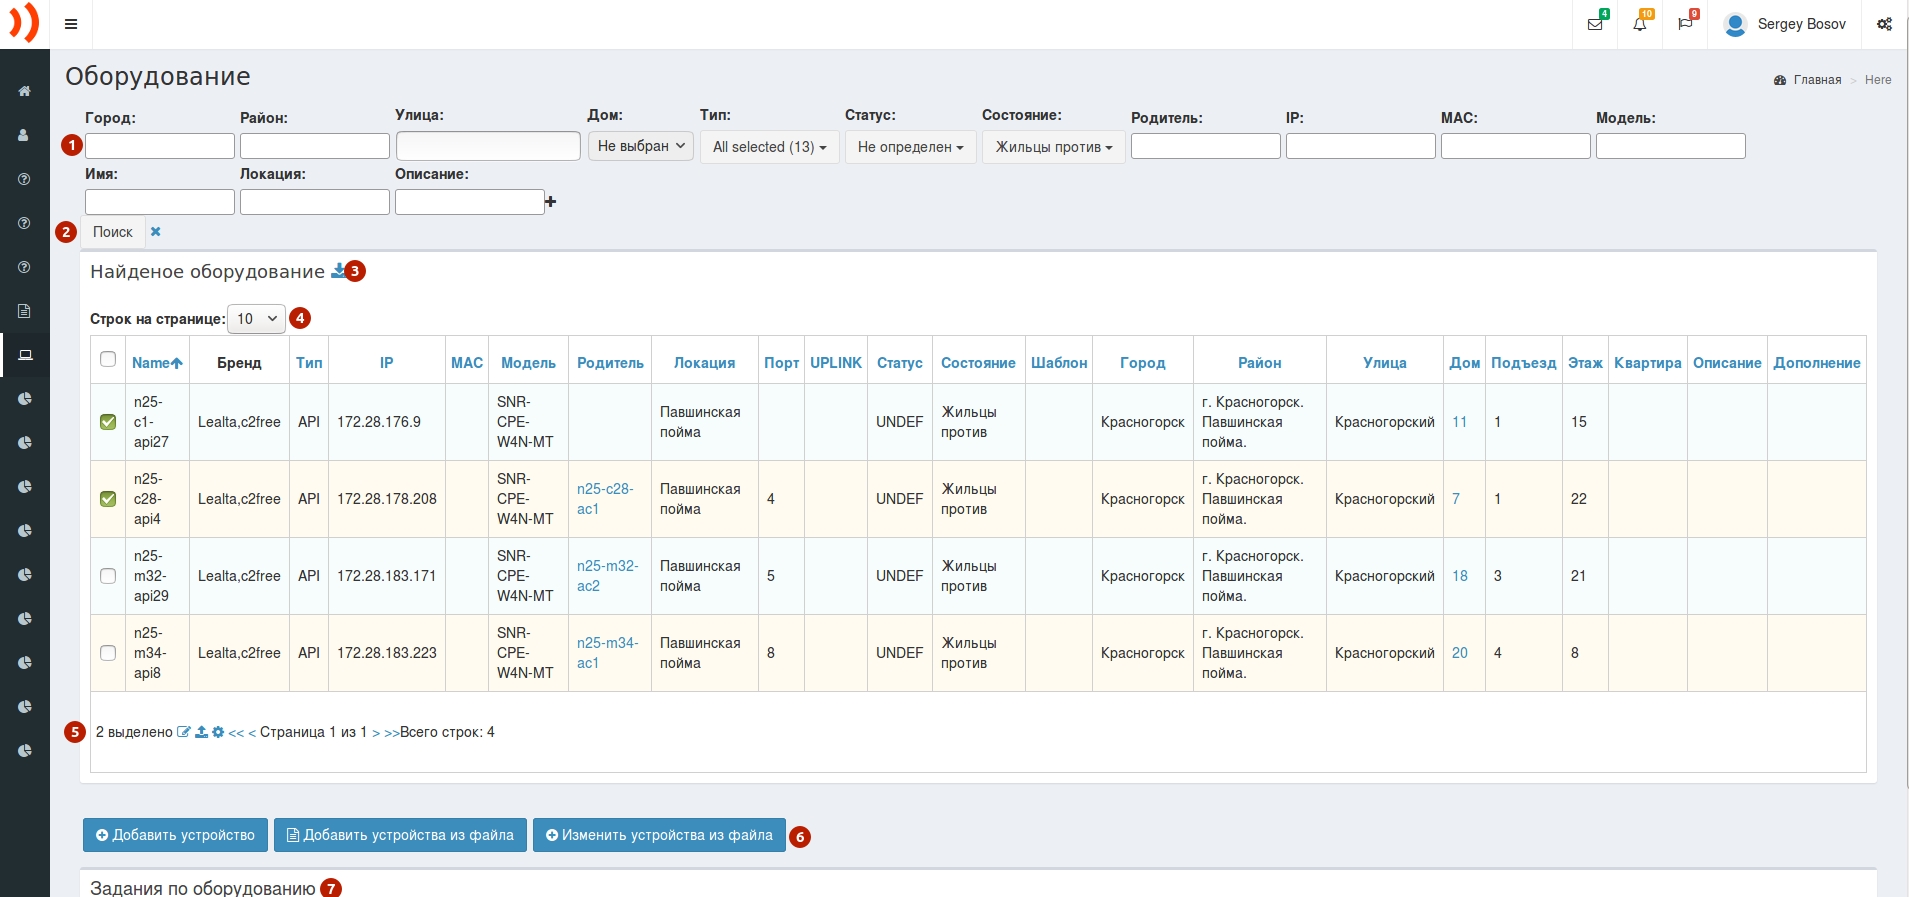 4 10 9 Sergey Bosov
Оборудование
Главная > Here
Город: Район: Улица: Дом: Тип: Статус: Состояние: Родитель: IP: MAC: Модель:
1 Не выбран All selected (13) Не определен Жильцы против
Имя: Локация: Описание:
2 Поиск
Найденое оборудование 3
Строк на странице: 10 4
Name Бренд Тип IP MAC Модель Родитель Локация Порт UPLINK Статус Состояние Шаблон Город Район Улица Дом Подъезд Этаж Квартира Описание Дополнение
n25-c1-api27 Lealta,c2free API 172.28.176.9 SNR-CPE-W4N-MT Павшинская пойма UNDEF Жильцы против Красногорск г. Красногорск. Павшинская пойма. Красногорский 11 1 15
n25-c28-api4 Lealta,c2free API 172.28.178.208 SNR-CPE-W4N-MT n25-c28-ac1 Павшинская пойма 4 UNDEF Жильцы против Красногорск г. Красногорск. Павшинская пойма. Красногорский 7 1 22
n25-m32-api29 Lealta,c2free API 172.28.183.171 SNR-CPE-W4N-MT n25-m32-ac2 Павшинская пойма 5 UNDEF Жильцы против Красногорск г. Красногорск. Павшинская пойма. Красногорский 18 3 21
n25-m34-api8 Lealta,c2free API 172.28.183.223 SNR-CPE-W4N-MT n25-m34-ac1 Павшинская пойма 8 UNDEF Жильцы против Красногорск г. Красногорск. Павшинская пойма. Красногорский 20 4 8
5 2 выделено << < Страница 1 из 1 > >>Всего строк: 4
Добавить устройство Добавить устройства из файла Изменить устройства из файла 6
Задания по оборудованию 7